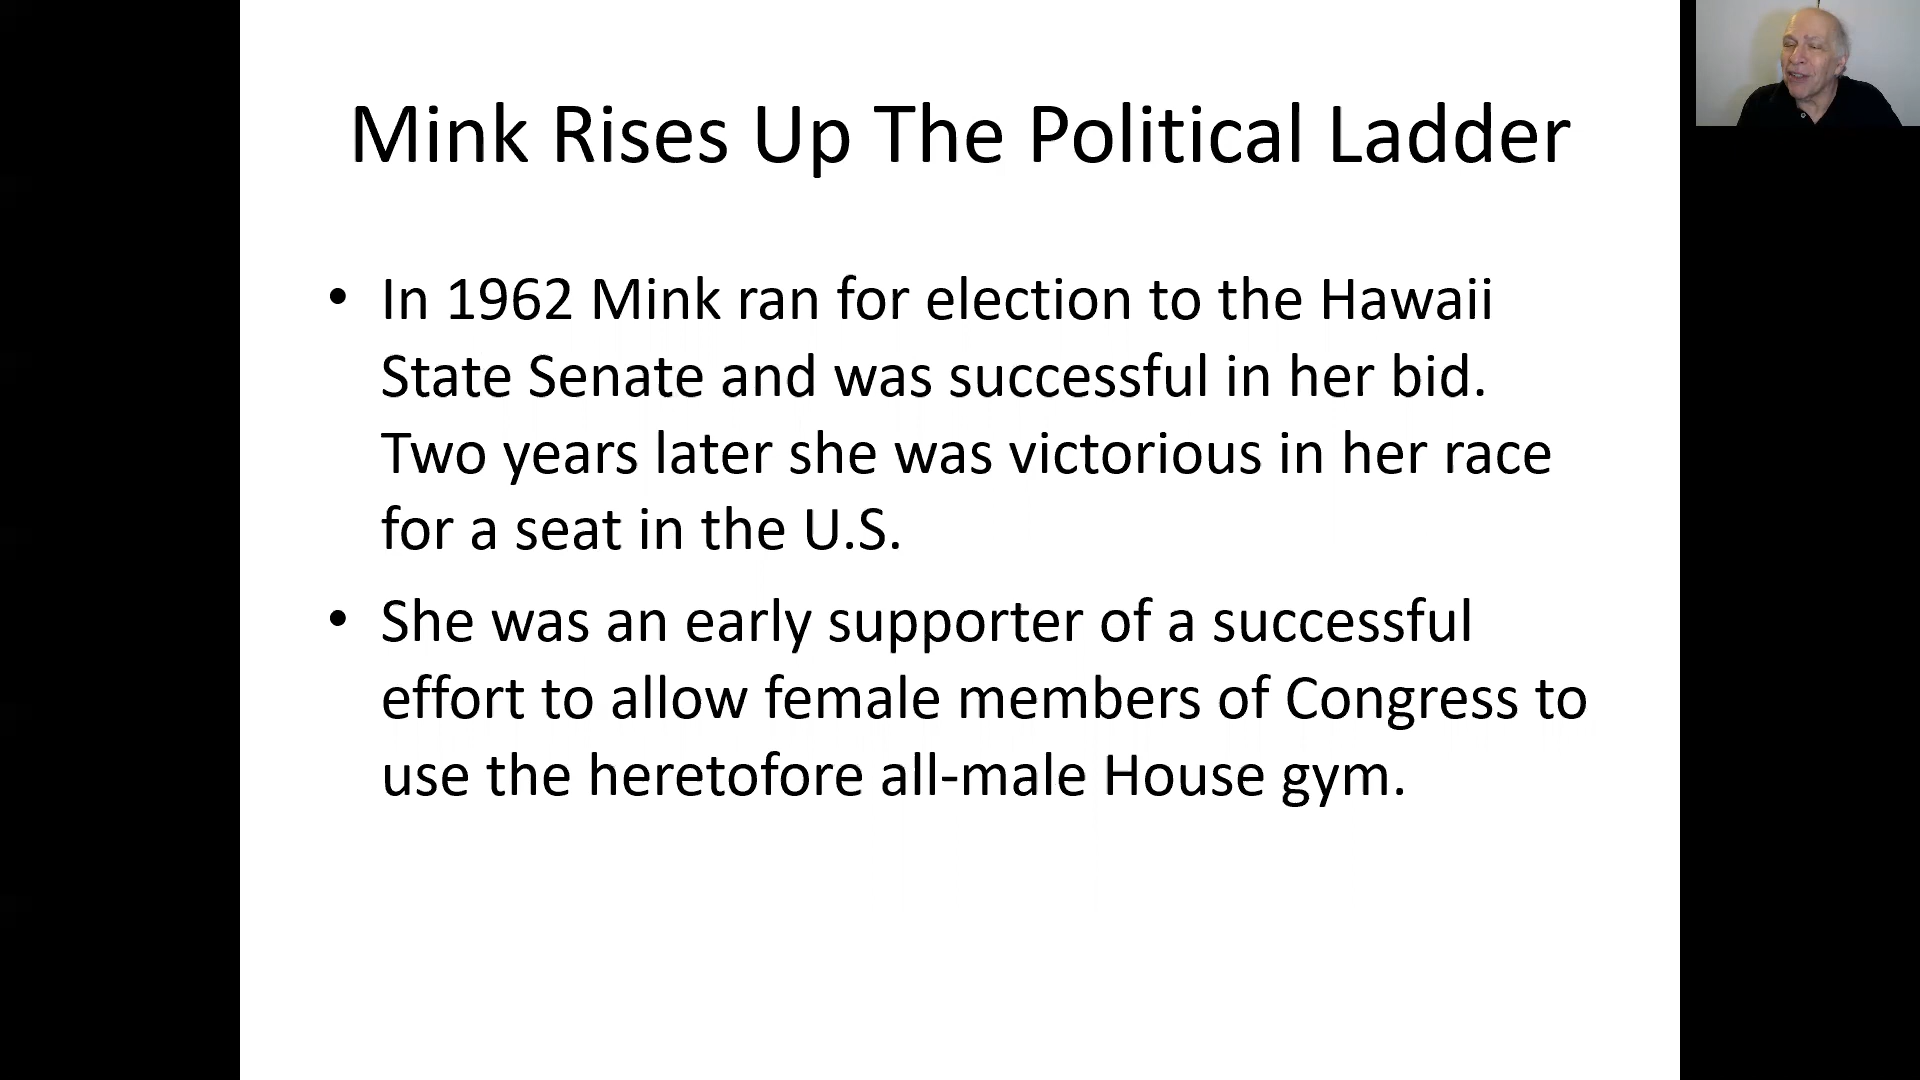 Mink Rises Up The Political Ladder
• In 1962 Mink ran for election to the Hawaii
State Senate and was successful in her bid.
Two years later she was victorious in her race
for a seat in the U.S.
• She was an early supporter of a successful
effort to allow female members of Congress to
use the heretofore all-male House gym.